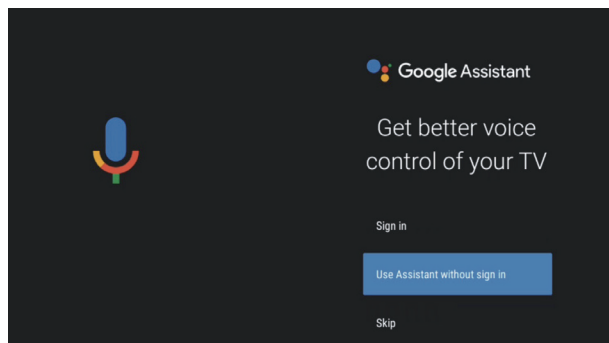 Google Assistant
Get better voice
control of your TV
Sign in
Use Assistant without sign in
Skip